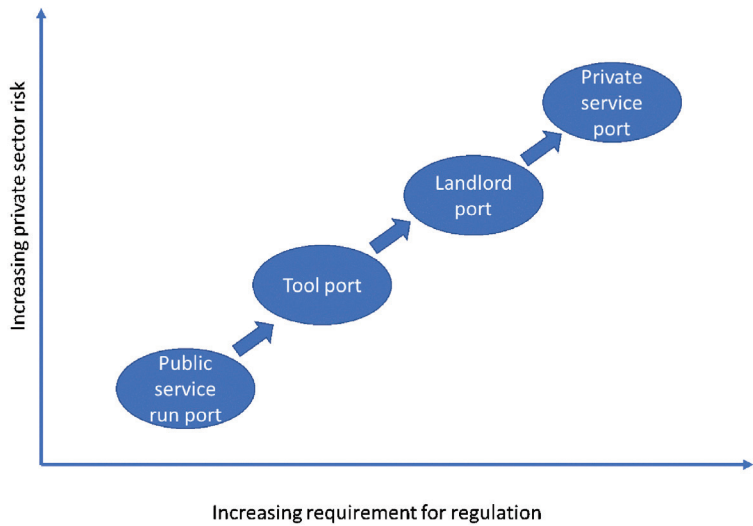 Increasing private sector risk
Private
service
port
Landlord
port
Tool port
Public
service
run port
Increasing requirement for regulation